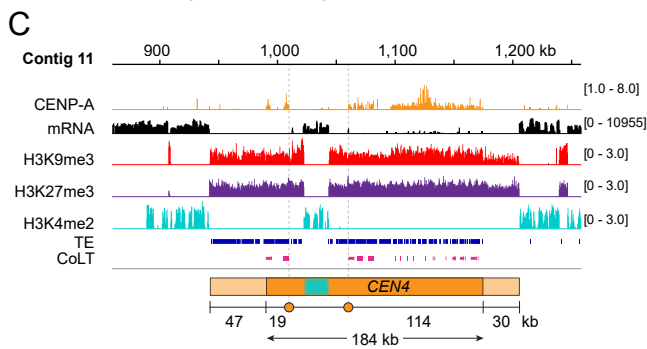 C
Contig 11 900 1,000 1,100 1,200 kb
CENP-A [1.0 - 8.0]
mRNA [0 - 10955]
H3K9me3 [0 - 3.0]
H3K27me3 [0 - 3.0]
H3K4me2 [0 - 3.0]
TE
CoLT
CEN4
47 19 114 30 kb
184 kb